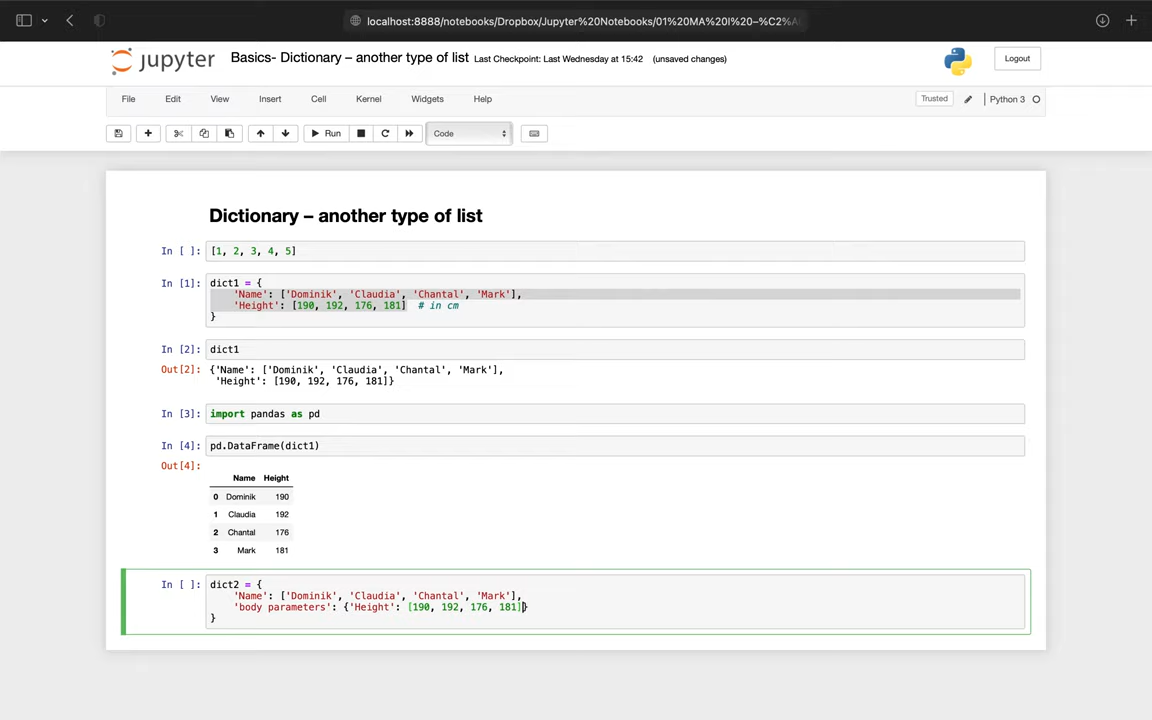 localhost:8888/notebooks/Dropbox/Jupyter%20Notebooks/01%20MA%20I%20–%C2%A
jupyter Basics- Dictionary – another type of list Last Checkpoint: Last Wednesday at 15:42 (unsaved changes) Logout
File Edit View Insert Cell Kernel Widgets Help Trusted Python 3
Run Code
Dictionary – another type of list
In [ ]: [1, 2, 3, 4, 5]
In [1]: dict1 = {
'Name': ['Dominik', 'Claudia', 'Chantal', 'Mark'],
'Height': [190, 192, 176, 181] # in cm
}
In [2]: dict1
Out[2]: {'Name': ['Dominik', 'Claudia', 'Chantal', 'Mark'],
'Height': [190, 192, 176, 181]}
In [3]: import pandas as pd
In [4]: pd.DataFrame(dict1)
Out[4]:
Name Height
0 Dominik 190
1 Claudia 192
2 Chantal 176
3 Mark 181
In [ ]: dict2 = {
'Name': ['Dominik', 'Claudia', 'Chantal', 'Mark'],
'body parameters': {'Height': [190, 192, 176, 181]}
}